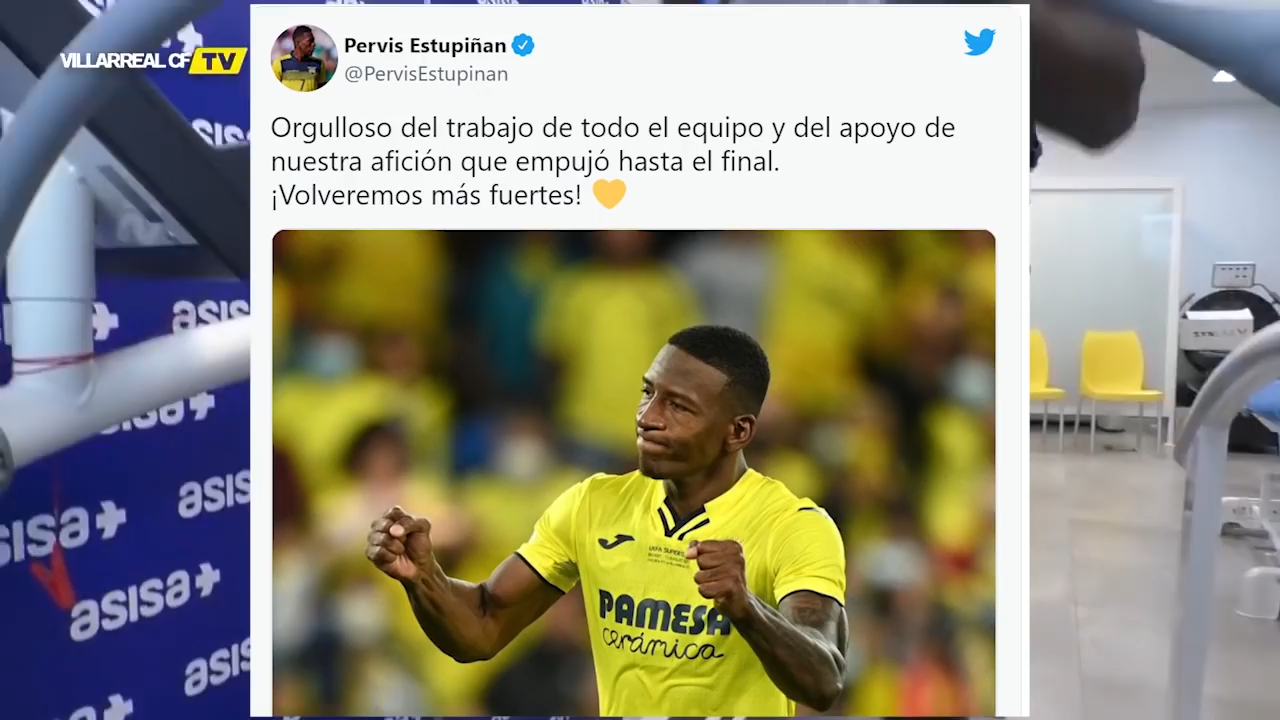 VILLARREAL CF TV
Pervis Estupiñan
@PervisEstupinan
Orgulloso del trabajo de todo el equipo y del apoyo de
nuestra afición que empujó hasta el final.
¡Volveremos más fuertes! 💛
PAMESA
cerámica
asisa+
asisa+
asisa+
asisa+
asisa+
asisa